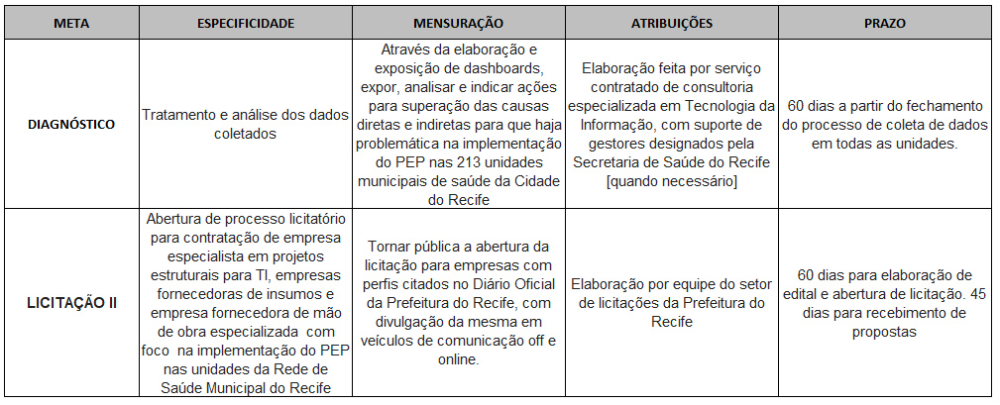 META
ESPECIFICIDADE
MENSURAÇÃO
ATRIBUIÇÕES
PRAZO
DIAGNÓSTICO
Tratamento e análise dos dados
coletados
Através da elaboração e
exposição de dashboards,
expor, analisar e indicar ações
para superação das causas
diretas e indiretas para que haja
problemática na implementação
do PEP nas 213 unidades
municipais de saúde da Cidade
do Recife
Elaboração feita por serviço
contratado de consultoria
especializada em Tecnologia da
Informação, com suporte de
gestores designados pela
Secretaria de Saúde do Recife
[quando necessário]
60 dias a partir do fechamento
do processo de coleta de dados
em todas as unidades.
LICITAÇÃO II
Abertura de processo licitatório
para contratação de empresa
especialista em projetos
estruturais para TI, empresas
fornecedoras de insumos e
empresa fornecedora de mão
de obra especializada com
foco na implementação do PEP
nas unidades da Rede de
Saúde Municipal do Recife
Tornar pública a abertura da
licitação para empresas com
perfis citados no Diário Oficial
da Prefeitura do Recife, com
divulgação da mesma em
veículos de comunicação off e
online.
Elaboração por equipe do setor
de licitações da Prefeitura do
Recife
60 dias para elaboração de
edital e abertura de licitação. 45
dias para recebimento de
propostas